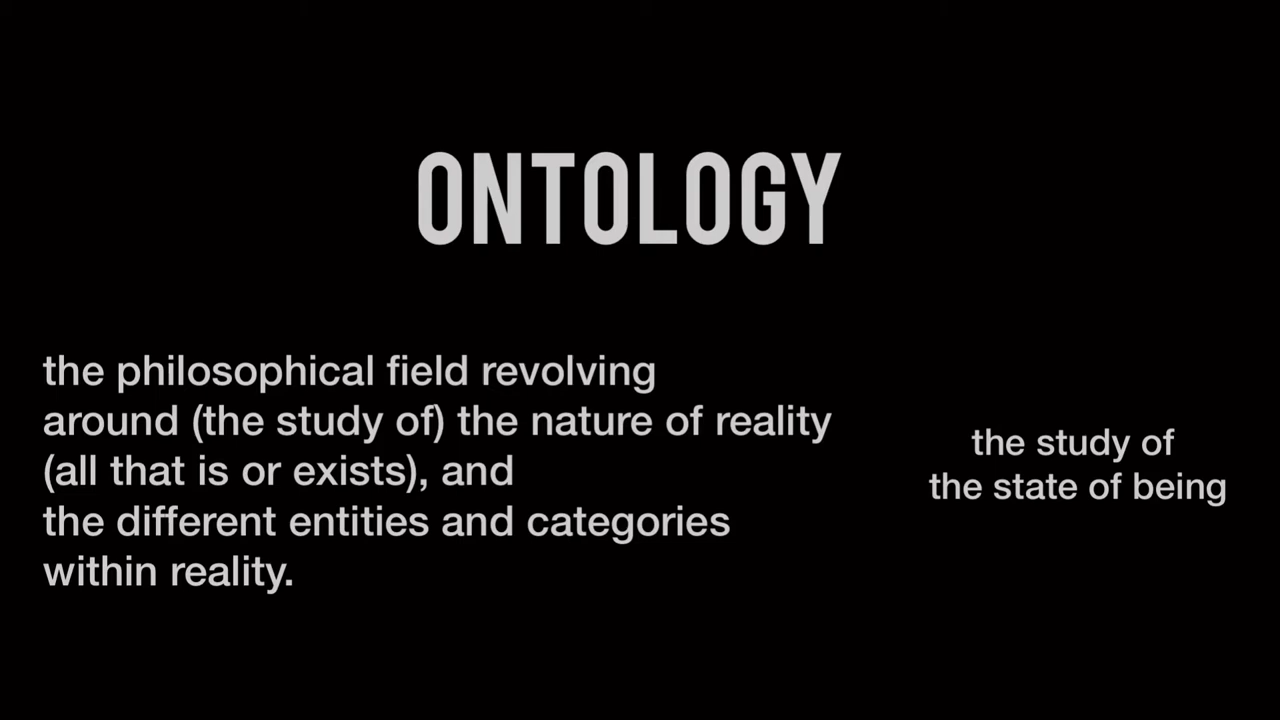 ONTOLOGY
the philosophical field revolving
around (the study of) the nature of reality
(all that is or exists), and
the different entities and categories
within reality.
the study of
the state of being